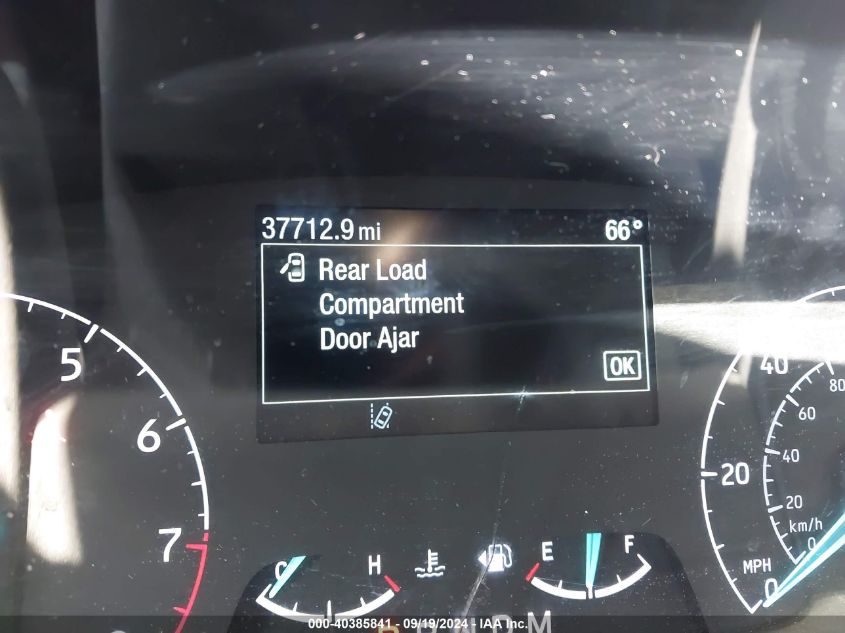 37712.9 mi 66°
Rear Load
Compartment
Door Ajar
OK
5
6
7
C H
E F
40
20
0
MPH
80
60
40
20
0
km/h
D M
000-40385841 - 09/19/2024 - IAA Inc.